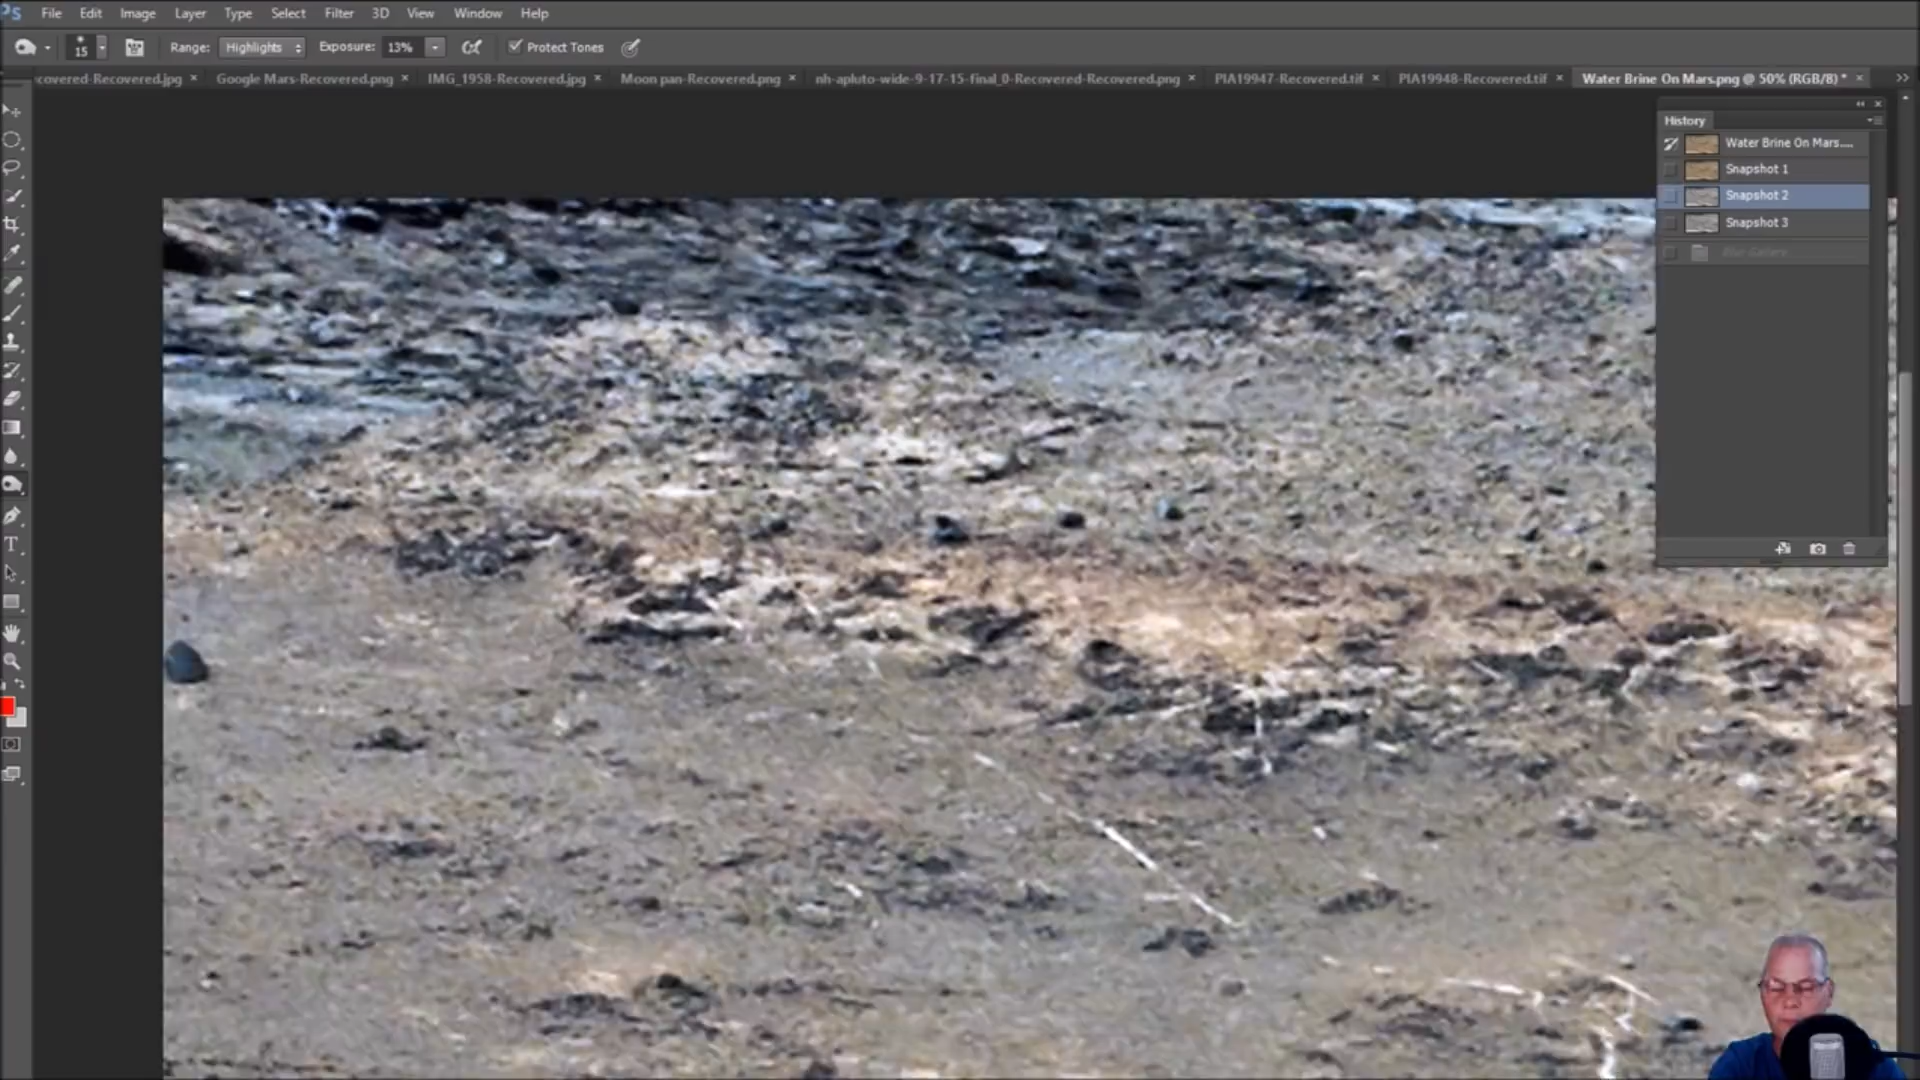 Ps File Edit Image Layer Type Select Filter 3D View Window Help
15 Range: Highlights Exposure: 13% Protect Tones
covered-Recovered.jpg × Google Mars-Recovered.png × IMG_1958-Recovered.jpg × Moon pan-Recovered.png × nh-apluto-wide-9-17-15-final_0-Recovered-Recovered.png × PIA19947-Recovered.tif × PIA19948-Recovered.tif × Water Brine On Mars.png @ 50% (RGB/8) * ×
History
Water Brine On Mars....
Snapshot 1
Snapshot 2
Snapshot 3
Blur Gallery
T